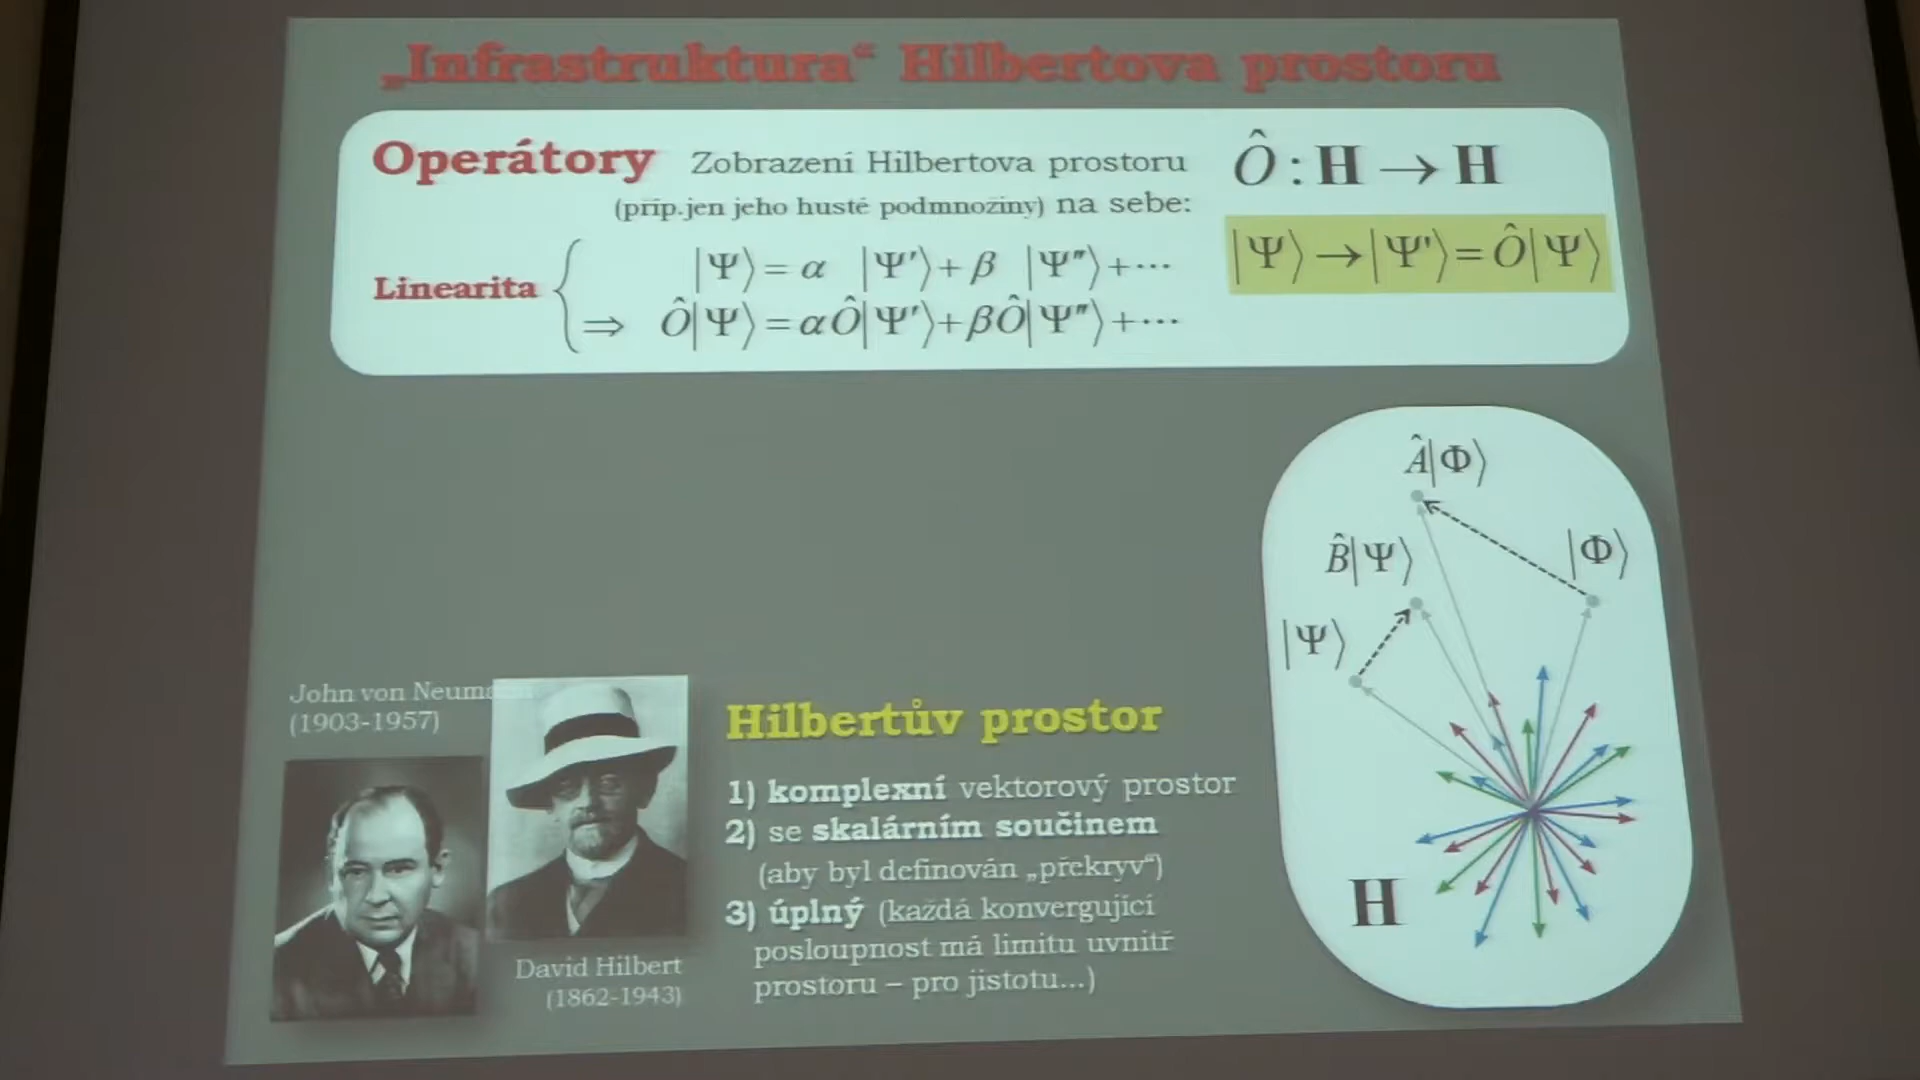 „Infrastruktura“ Hilbertova prostoru
Operátory Zobrazení Hilbertova prostoru
(příp.jen jeho husté podmnožiny) na sebe:
Ô : H → H
|Ψ⟩ → |Ψ'⟩ = Ô|Ψ⟩
Linearita
|Ψ⟩ = α |Ψ'⟩ + β |Ψ"⟩ + ⋯
⇒ Ô|Ψ⟩ = αÔ|Ψ'⟩ + βÔ|Ψ"⟩ + ⋯
Â|Φ⟩
B̂|Ψ⟩
|Φ⟩
|Ψ⟩
H
John von Neumann
(1903-1957)
David Hilbert
(1862-1943)
Hilbertův prostor
1) komplexní vektorový prostor
2) se skalárním součinem
(aby byl definován „překryv“)
3) úplný (každá konvergující
posloupnost má limitu uvnitř
prostoru – pro jistotu...)